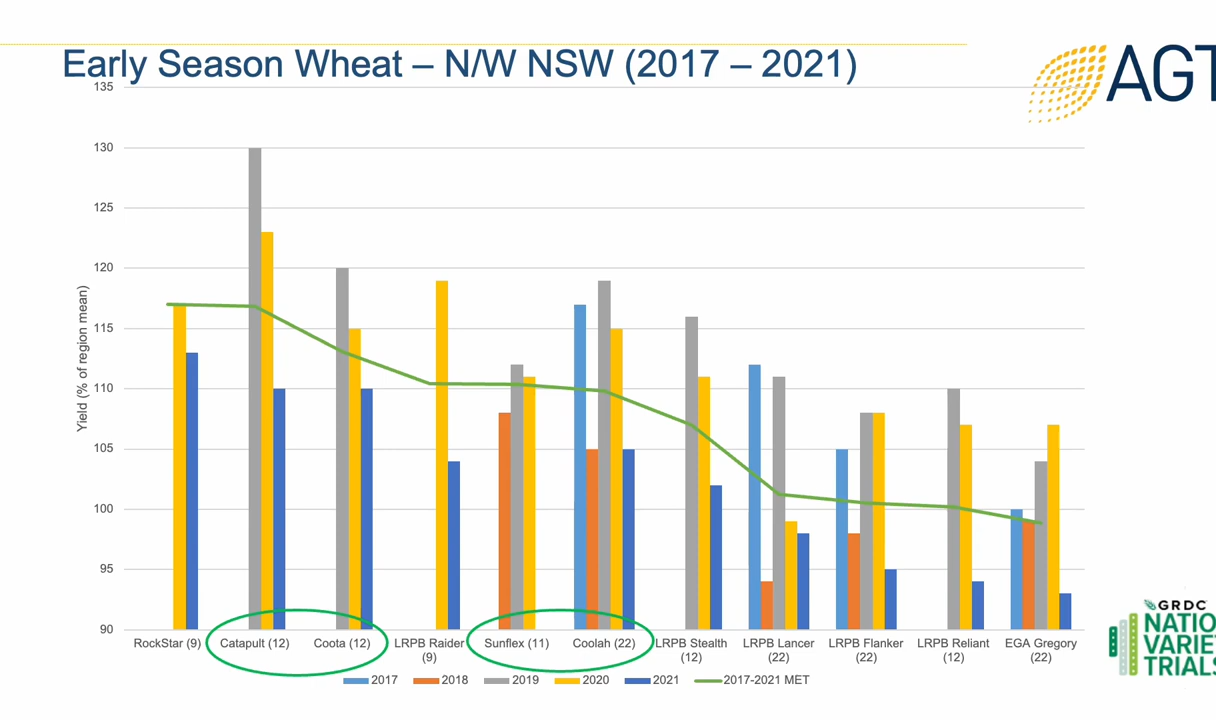 Early Season Wheat – N/W NSW (2017 – 2021)
AGT
135
130
125
120
115
110
105
100
95
90
Yield (% of region mean)
RockStar (9)
Catapult (12)
Coota (12)
LRPB Raider
(9)
Sunflex (11)
Coolah (22)
LRPB Stealth
(12)
LRPB Lancer
(22)
LRPB Flanker
(22)
LRPB Reliant
(12)
EGA Gregory
(22)
2017
2018
2019
2020
2021
2017-2021 MET
GRDC
NATIO
VARIE
TRIALS